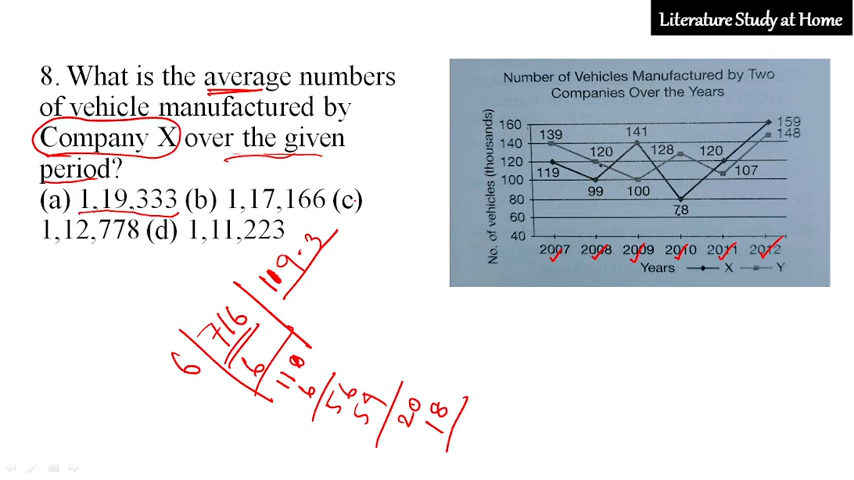 Literature Study at Home
8. What is the average numbers
of vehicle manufactured by
Company X over the given
period?
(a) 1,19,333 (b) 1,17,166 (c)
1,12,778 (d) 1,11,223
Number of Vehicles Manufactured by Two
Companies Over the Years
No. of vehicles (thousands)
160
140
120
100
80
60
40
139
119
120
99
141
100
128
78
120
107
159
148
2007 2008 2009 2010 2011 2012
Years X Y
6 716 119.3
6
11
6
56
54
20
18